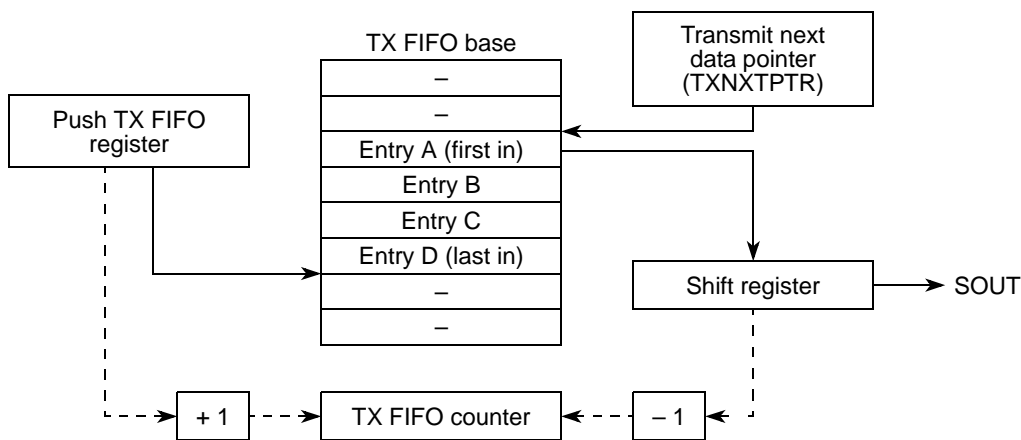 TX FIFO base
Transmit next
data pointer
(TXNXTPTR)
Push TX FIFO
register
–
–
Entry A (first in)
Entry B
Entry C
Entry D (last in)
–
–
Shift register
SOUT
+ 1
TX FIFO counter
– 1